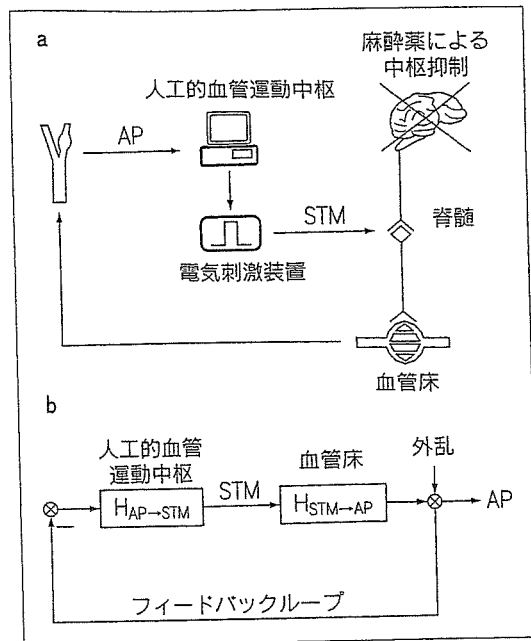 a
麻酔薬による
中枢抑制
人工的血管運動中枢
AP
STM
脊髄
電気刺激装置
血管床
b
人工的血管
運動中枢
血管床
外乱
STM
H_AP→STM
H_STM→AP
AP
フィードバックループ